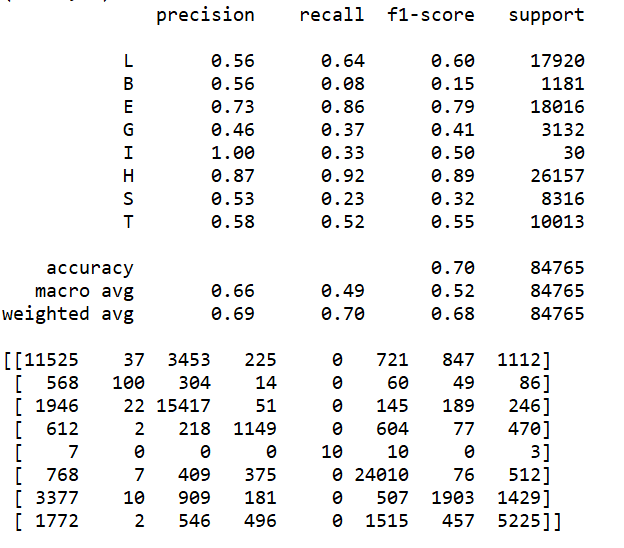 precision recall f1-score support
L 0.56 0.64 0.60 17920
B 0.56 0.08 0.15 1181
E 0.73 0.86 0.79 18016
G 0.46 0.37 0.41 3132
I 1.00 0.33 0.50 30
H 0.87 0.92 0.89 26157
S 0.53 0.23 0.32 8316
T 0.58 0.52 0.55 10013
accuracy 0.70 84765
macro avg 0.66 0.49 0.52 84765
weighted avg 0.69 0.70 0.68 84765
[[11525 37 3453 225 0 721 847 1112]
[ 568 100 304 14 0 60 49 86]
[ 1946 22 15417 51 0 145 189 246]
[ 612 2 218 1149 0 604 77 470]
[ 7 0 0 0 10 10 0 3]
[ 768 7 409 375 0 24010 76 512]
[ 3377 10 909 181 0 507 1903 1429]
[ 1772 2 546 496 0 1515 457 5225]]